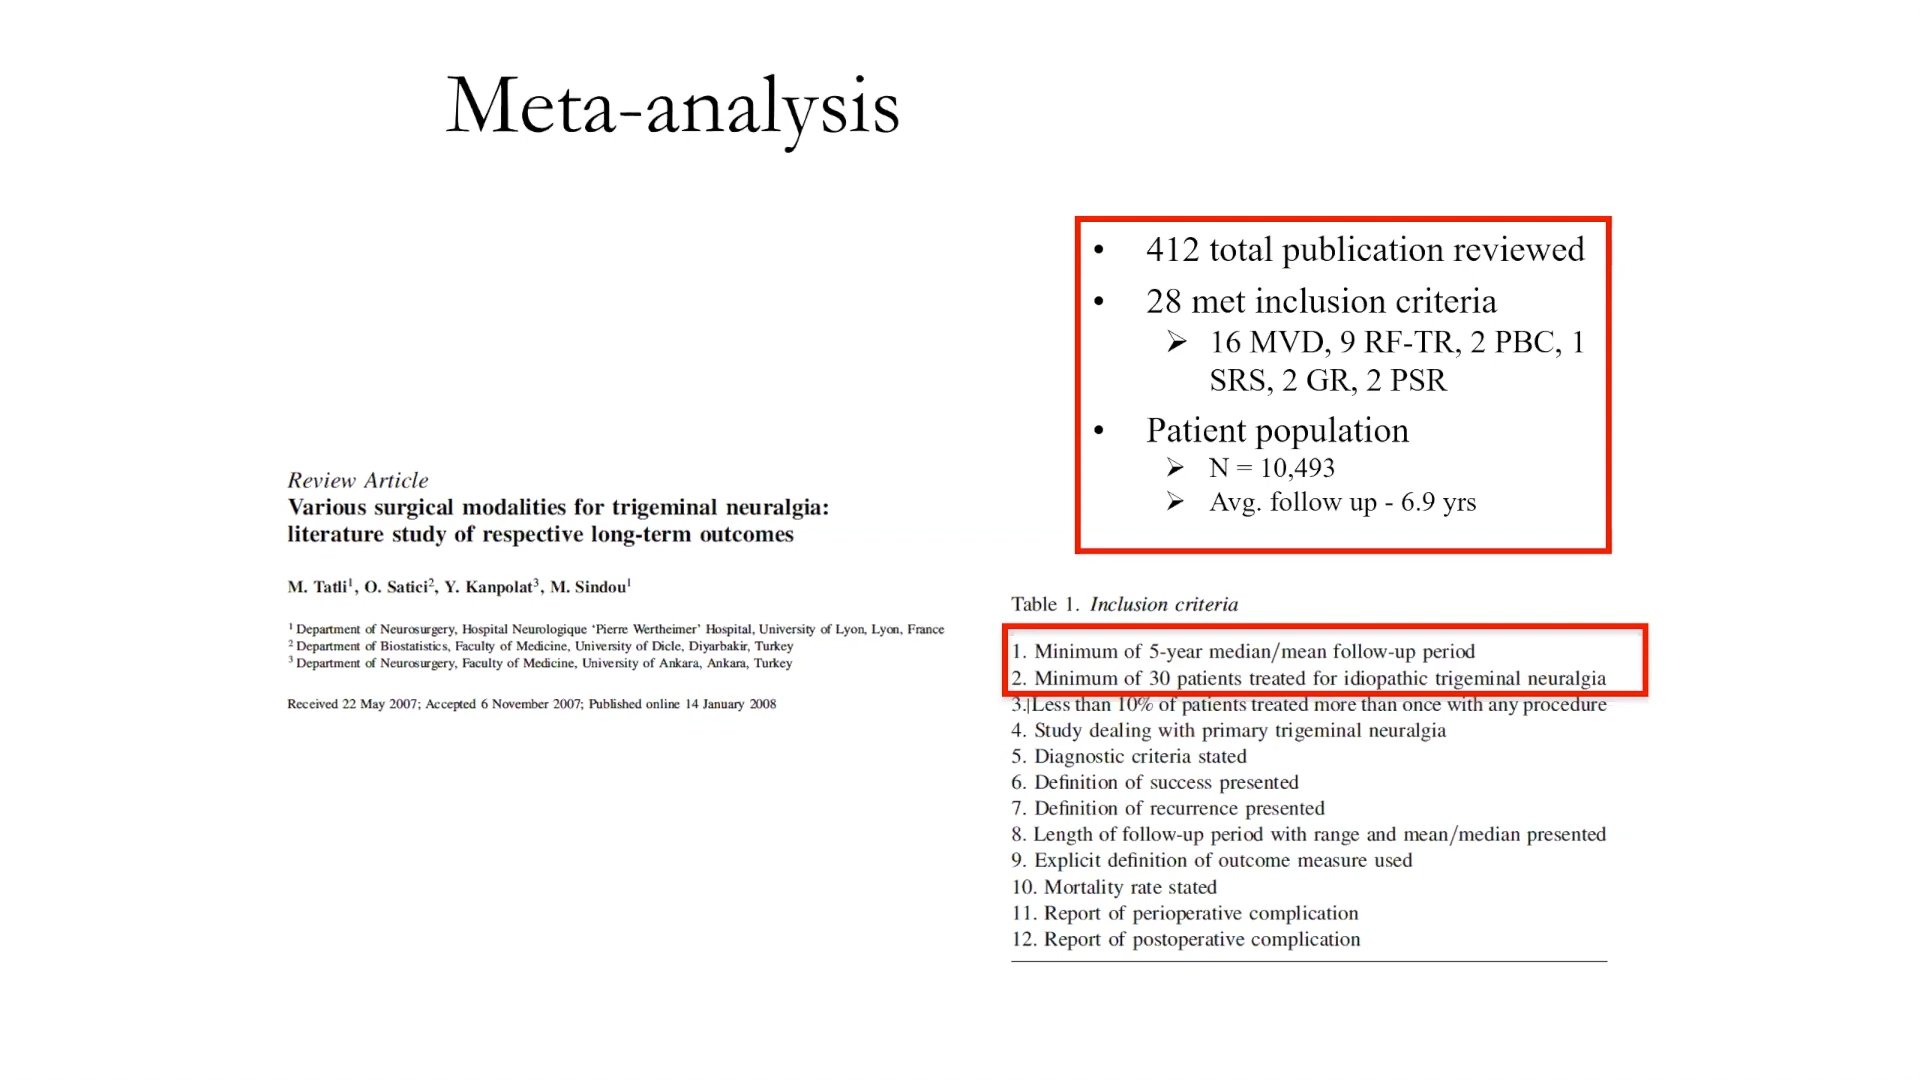 Meta-analysis
• 412 total publication reviewed
• 28 met inclusion criteria
➢ 16 MVD, 9 RF-TR, 2 PBC, 1
SRS, 2 GR, 2 PSR
• Patient population
➢ N = 10,493
➢ Avg. follow up - 6.9 yrs
Review Article
Various surgical modalities for trigeminal neuralgia:
literature study of respective long-term outcomes
M. Tatli¹, O. Satici², Y. Kanpolat³, M. Sindou¹
¹ Department of Neurosurgery, Hospital Neurologique ‘Pierre Wertheimer’ Hospital, University of Lyon, Lyon, France
² Department of Biostatistics, Faculty of Medicine, University of Dicle, Diyarbakir, Turkey
³ Department of Neurosurgery, Faculty of Medicine, University of Ankara, Ankara, Turkey
Received 22 May 2007; Accepted 6 November 2007; Published online 14 January 2008
Table 1. Inclusion criteria
1. Minimum of 5-year median/mean follow-up period
2. Minimum of 30 patients treated for idiopathic trigeminal neuralgia
3. Less than 10% of patients treated more than once with any procedure
4. Study dealing with primary trigeminal neuralgia
5. Diagnostic criteria stated
6. Definition of success presented
7. Definition of recurrence presented
8. Length of follow-up period with range and mean/median presented
9. Explicit definition of outcome measure used
10. Mortality rate stated
11. Report of perioperative complication
12. Report of postoperative complication